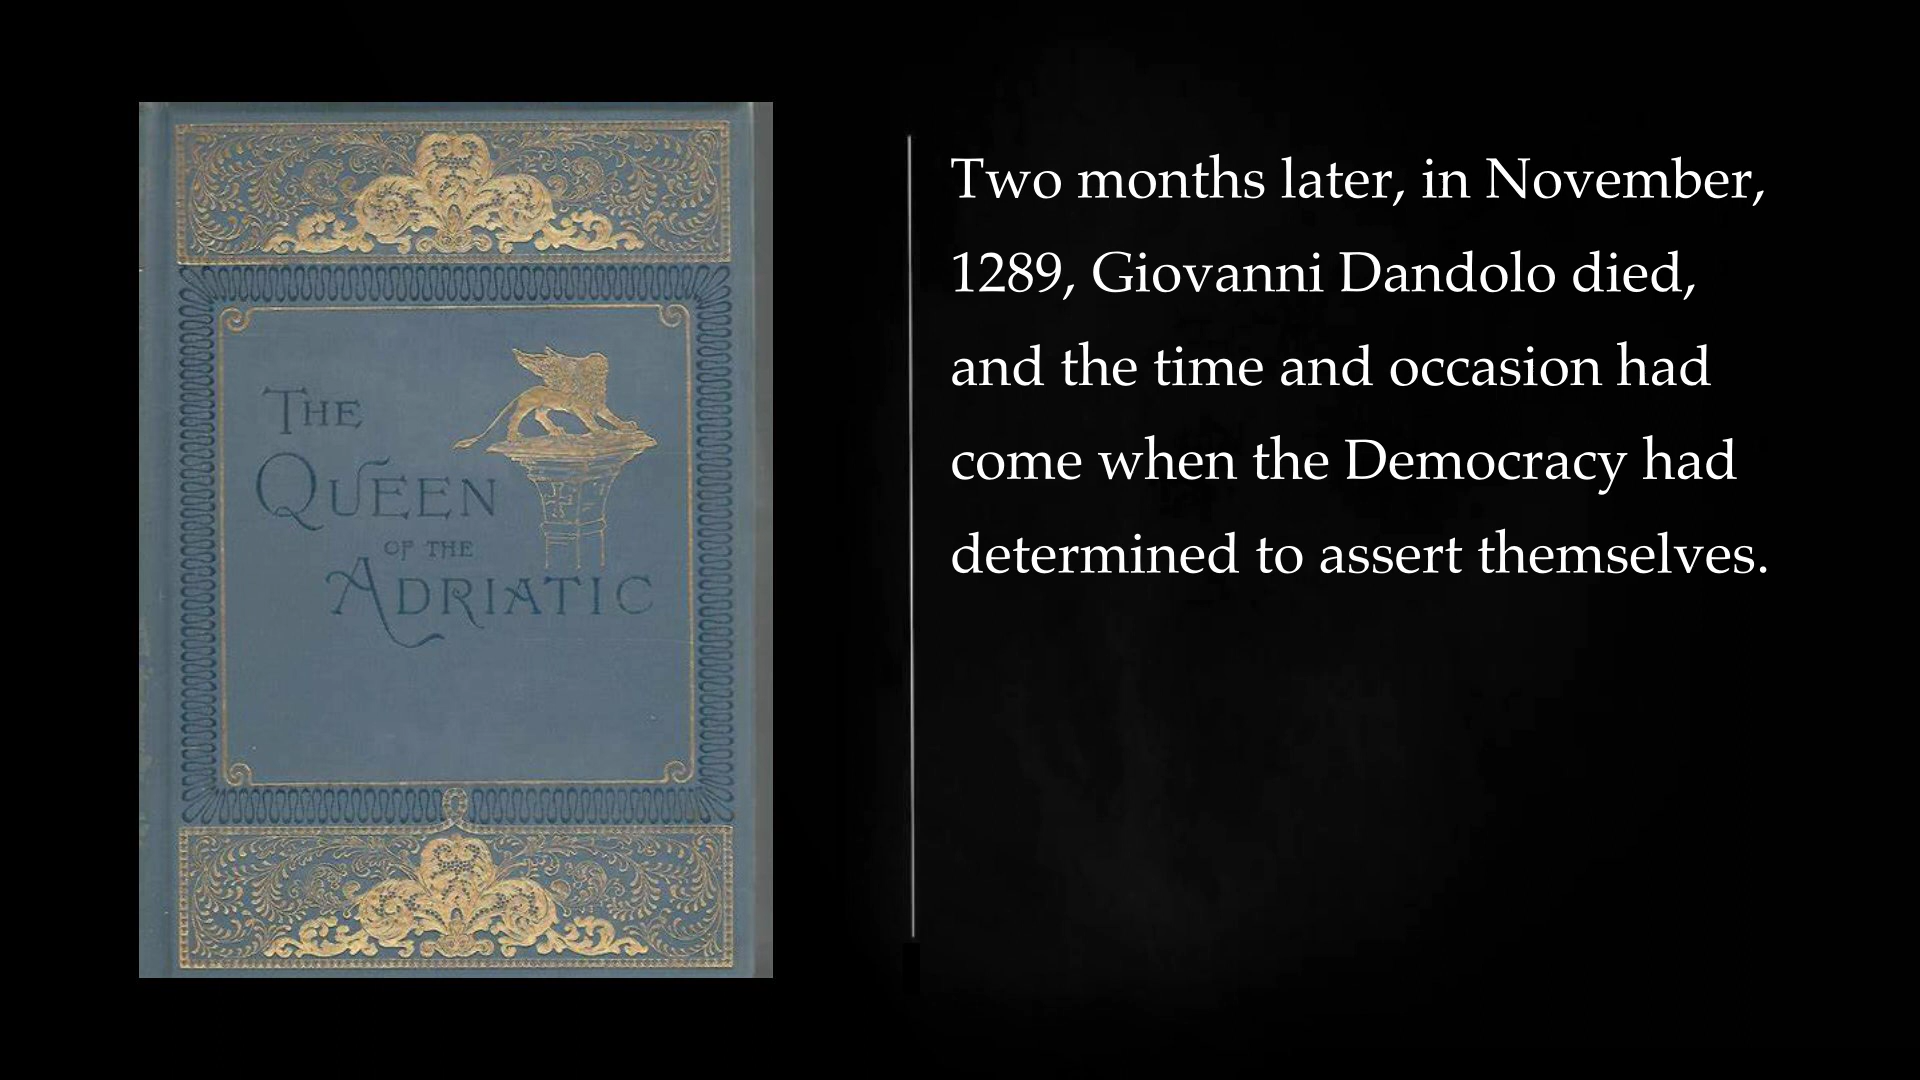 THE
QUEEN
OF THE
ADRIATIC
Two months later, in November,
1289, Giovanni Dandolo died,
and the time and occasion had
come when the Democracy had
determined to assert themselves.